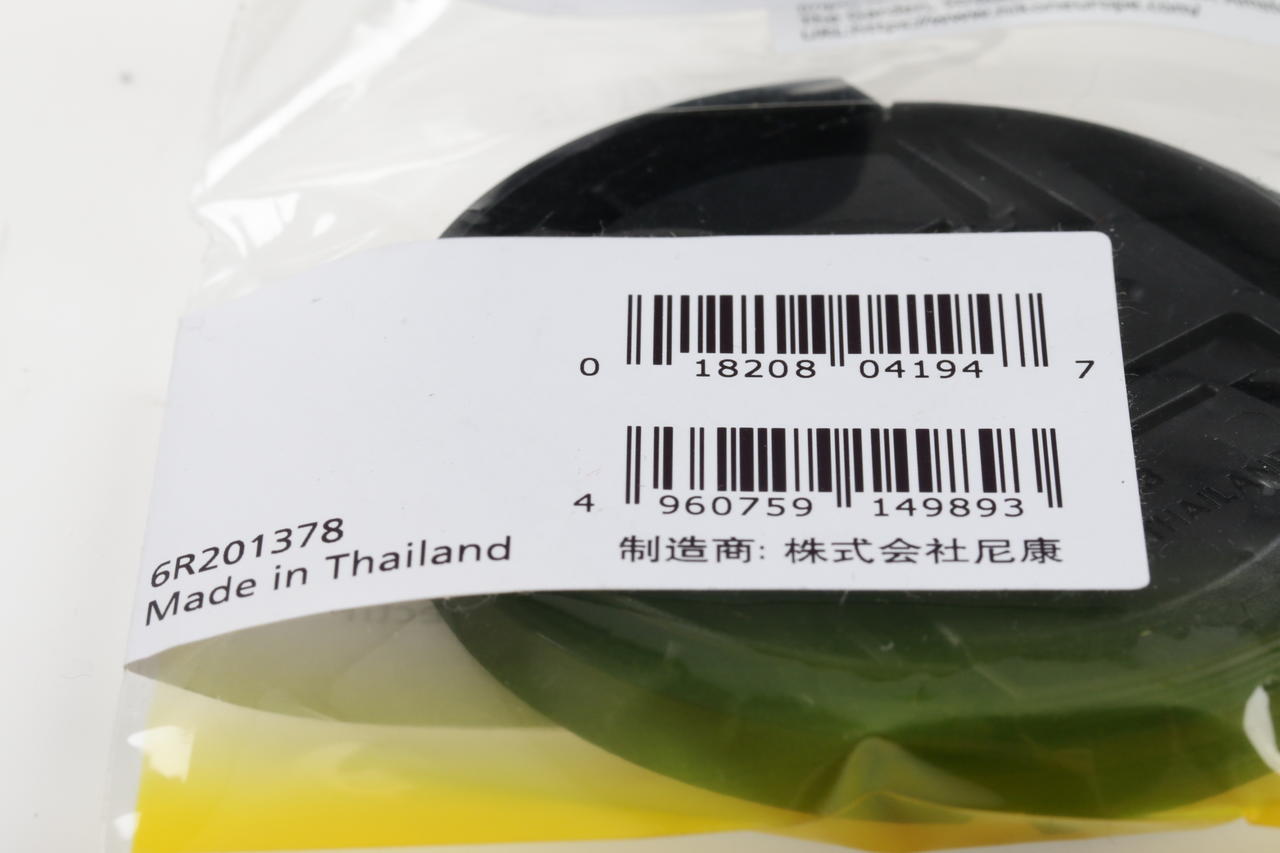 0 18208 04194 7
4 960759 149893
6R201378
Made in Thailand
制造商: 株式会社尼康
THAILAND